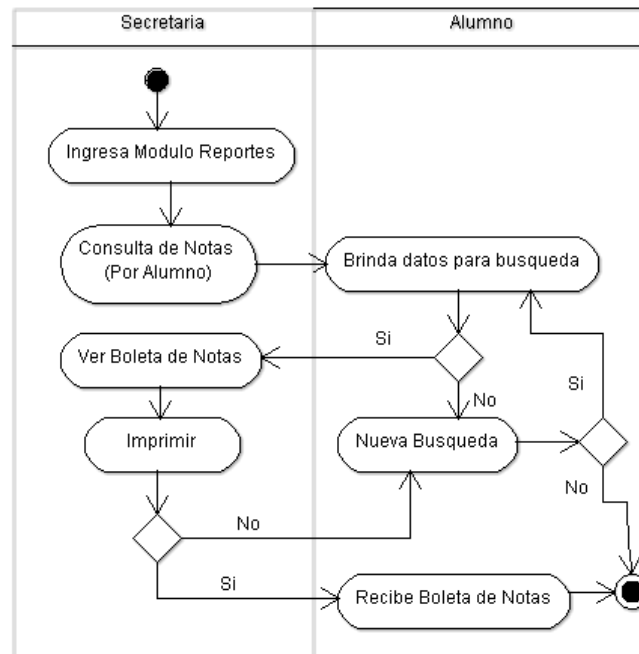 Secretaria
Alumno
Ingresa Modulo Reportes
Consulta de Notas
(Por Alumno)
Brinda datos para busqueda
Si
Ver Boleta de Notas
Si
No
Imprimir
Nueva Busqueda
No
No
Si
Recibe Boleta de Notas